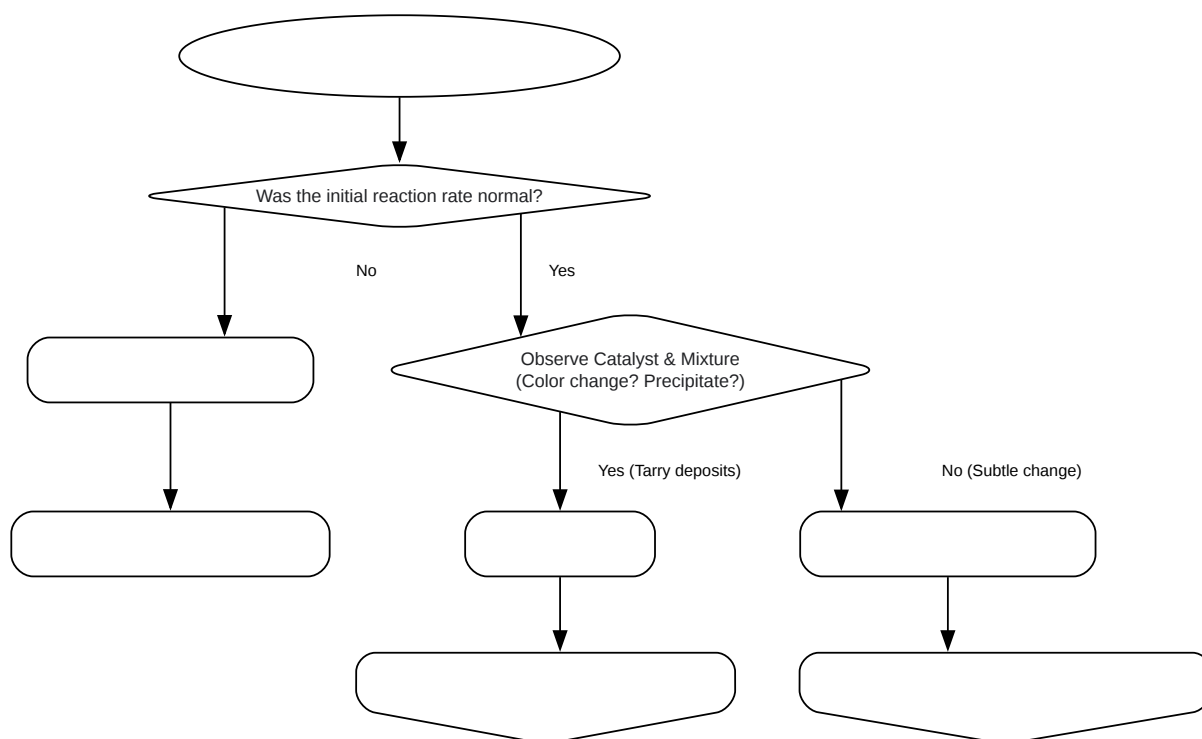 Was the initial reaction rate normal?
No
Yes
Observe Catalyst & Mixture
(Color change? Precipitate?)
Yes (Tarry deposits)
No (Subtle change)